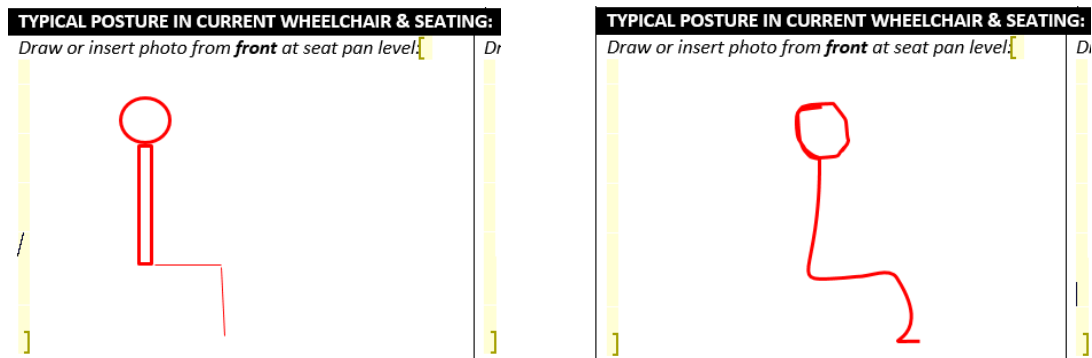 TYPICAL POSTURE IN CURRENT WHEELCHAIR & SEATING:
Draw or insert photo from front at seat pan level:[
Dr
]
]
TYPICAL POSTURE IN CURRENT WHEELCHAIR & SEATING:
Draw or insert photo from front at seat pan level:[
]
]